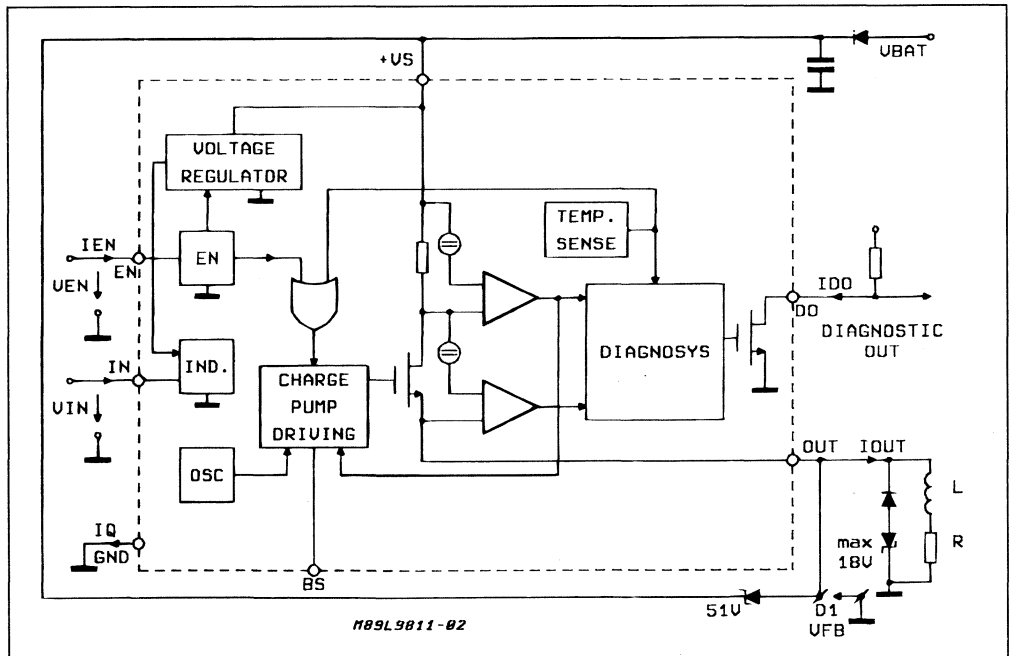 +VS
VBAT
VOLTAGE
REGULATOR
TEMP.
SENSE
IEN
EN
EN
VEN
IDO
DO
DIAGNOSTIC
OUT
DIAGNOSYS
IN
IND.
VIN
CHARGE
PUMP
DRIVING
OSC
OUT
IOUT
L
R
max
18V
IQ
GND
BS
51V
D1
VFB
M89L9811-02